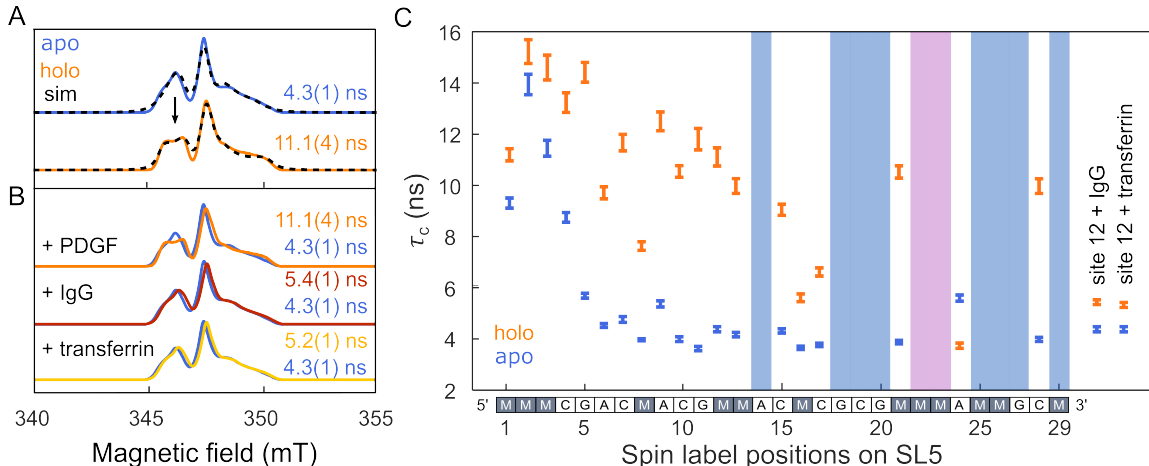 A
apo
holo
sim
4.3(1) ns
11.1(4) ns
B
+ PDGF
11.1(4) ns
4.3(1) ns
+ IgG
5.4(1) ns
4.3(1) ns
+ transferrin
5.2(1) ns
4.3(1) ns
340 345 350 355
Magnetic field (mT)
C
16
14
12
10
8
6
4
2
τc (ns)
holo
apo
site 12 + IgG
site 12 + transferrin
5' M M M C G A C M A C G M M A C M C G C G M M M A M M G C M 3'
1 5 10 15 20 25 29
Spin label positions on SL5